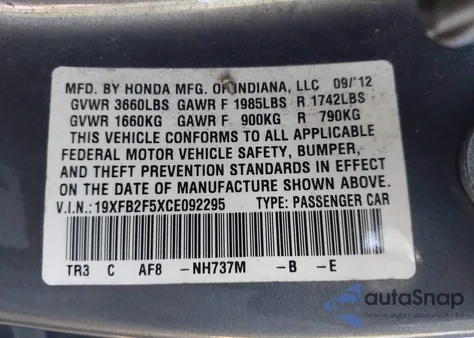 MFD. BY HONDA MFG. OF INDIANA, LLC 09/'12
GVWR 3660LBS GAWR F 1985LBS R 1742LBS
GVWR 1660KG GAWR F 900KG R 790KG
THIS VEHICLE CONFORMS TO ALL APPLICABLE
FEDERAL MOTOR VEHICLE SAFETY, BUMPER,
AND THEFT PREVENTION STANDARDS IN EFFECT
ON THE DATE OF MANUFACTURE SHOWN ABOVE.
V.I.N.: 19XFB2F5XCE092295 TYPE: PASSENGER CAR
TR3 C AF8 -NH737M -B -E
autoSnap